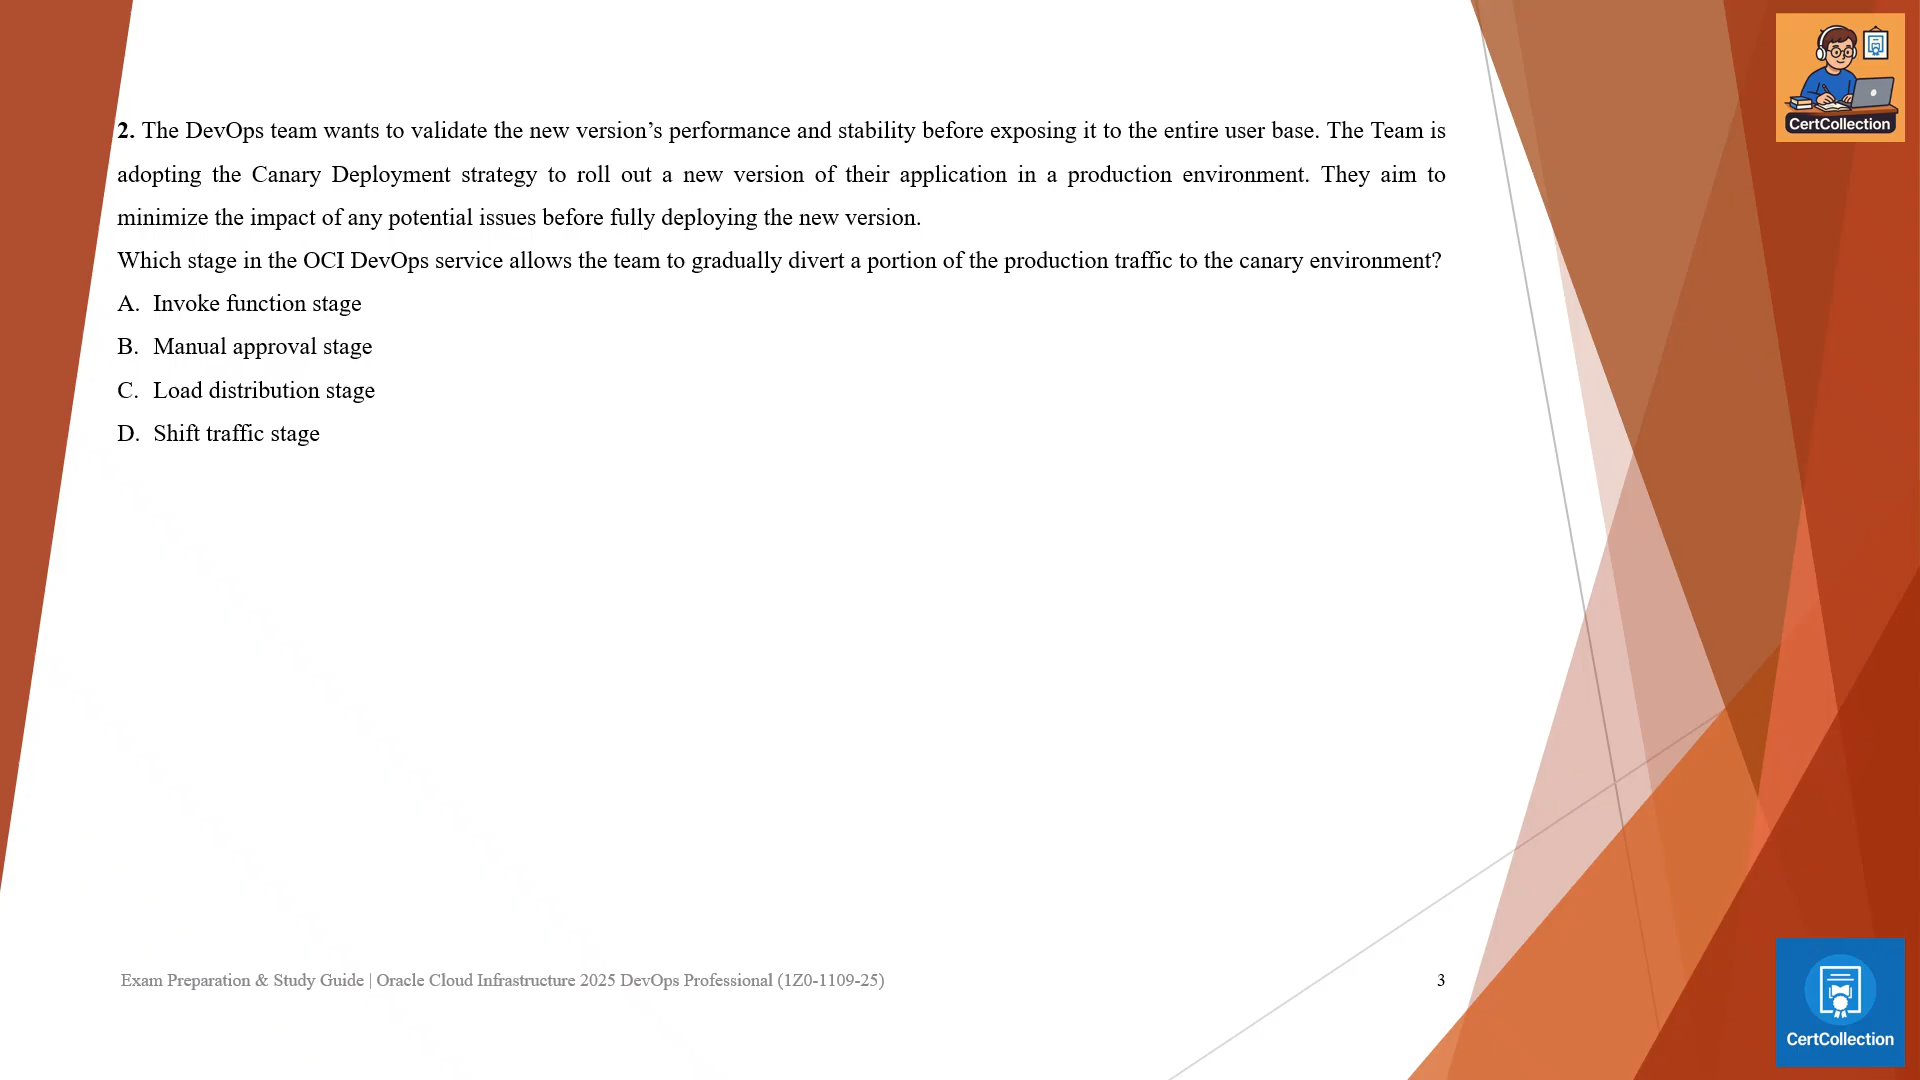 CertCollection
2. The DevOps team wants to validate the new version’s performance and stability before exposing it to the entire user base. The Team is
adopting the Canary Deployment strategy to roll out a new version of their application in a production environment. They aim to
minimize the impact of any potential issues before fully deploying the new version.
Which stage in the OCI DevOps service allows the team to gradually divert a portion of the production traffic to the canary environment?
A. Invoke function stage
B. Manual approval stage
C. Load distribution stage
D. Shift traffic stage
Exam Preparation & Study Guide | Oracle Cloud Infrastructure 2025 DevOps Professional (1Z0-1109-25)
3
CertCollection